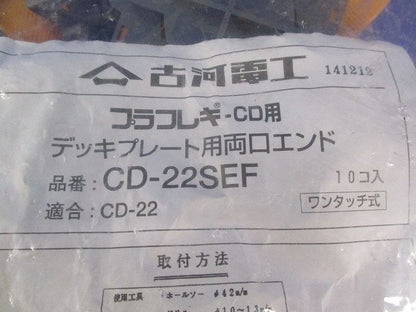 古河電工 141212
プラフレキ®-CD用
デッキプレート用両口エンド
品番:CD-22SEF 10コ入
適合:CD-22 ワンタッチ式
取付方法
使用工具 ホールソー φ42m/m